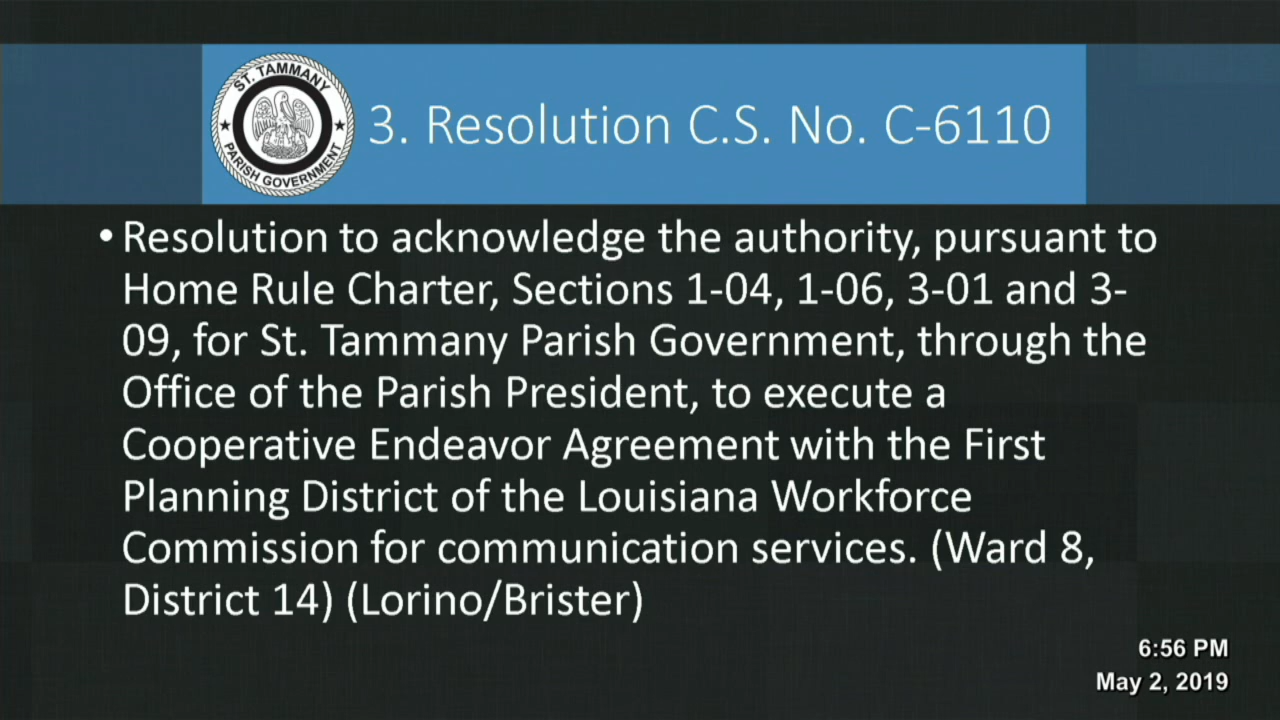 ST. TAMMANY
PARISH GOVERNMENT
3. Resolution C.S. No. C-6110
• Resolution to acknowledge the authority, pursuant to
Home Rule Charter, Sections 1-04, 1-06, 3-01 and 3-
09, for St. Tammany Parish Government, through the
Office of the Parish President, to execute a
Cooperative Endeavor Agreement with the First
Planning District of the Louisiana Workforce
Commission for communication services. (Ward 8,
District 14) (Lorino/Brister)
6:56 PM
May 2, 2019